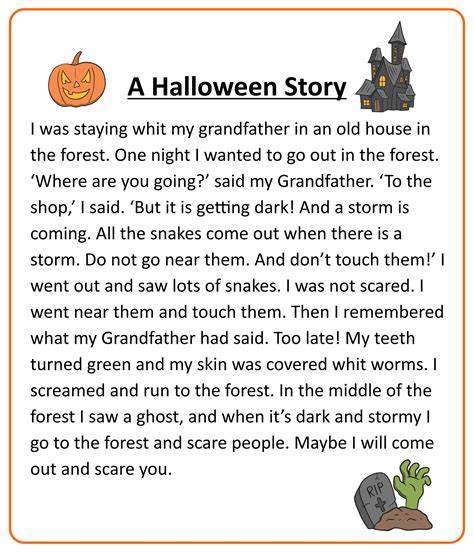 A Halloween Story
I was staying whit my grandfather in an old house in
the forest. One night I wanted to go out in the forest.
‘Where are you going?’ said my Grandfather. ‘To the
shop,’ I said. ‘But it is getting dark! And a storm is
coming. All the snakes come out when there is a
storm. Do not go near them. And don’t touch them!’ I
went out and saw lots of snakes. I was not scared. I
went near them and touch them. Then I remembered
what my Grandfather had said. Too late! My teeth
turned green and my skin was covered whit worms. I
screamed and run to the forest. In the middle of the
forest I saw a ghost, and when it’s dark and stormy I
go to the forest and scare people. Maybe I will come
out and scare you.
RIP